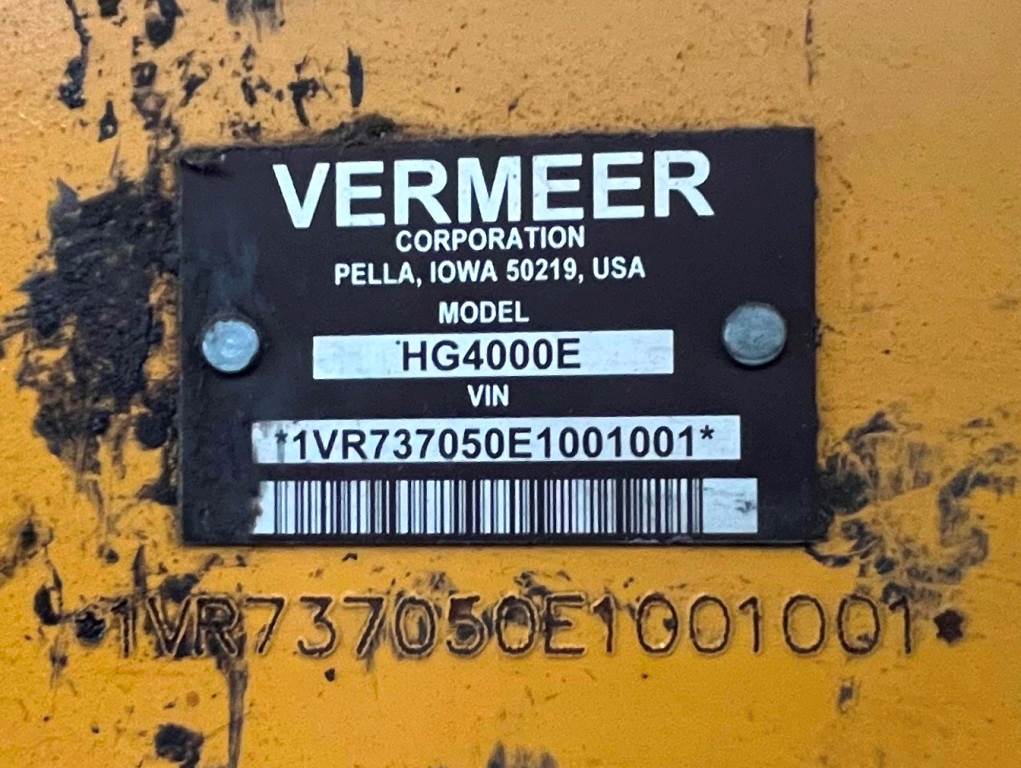 VERMEER
CORPORATION
PELLA, IOWA 50219, USA
MODEL
HG4000E
VIN
*1VR737050E1001001*
*1VR737050E1001001*